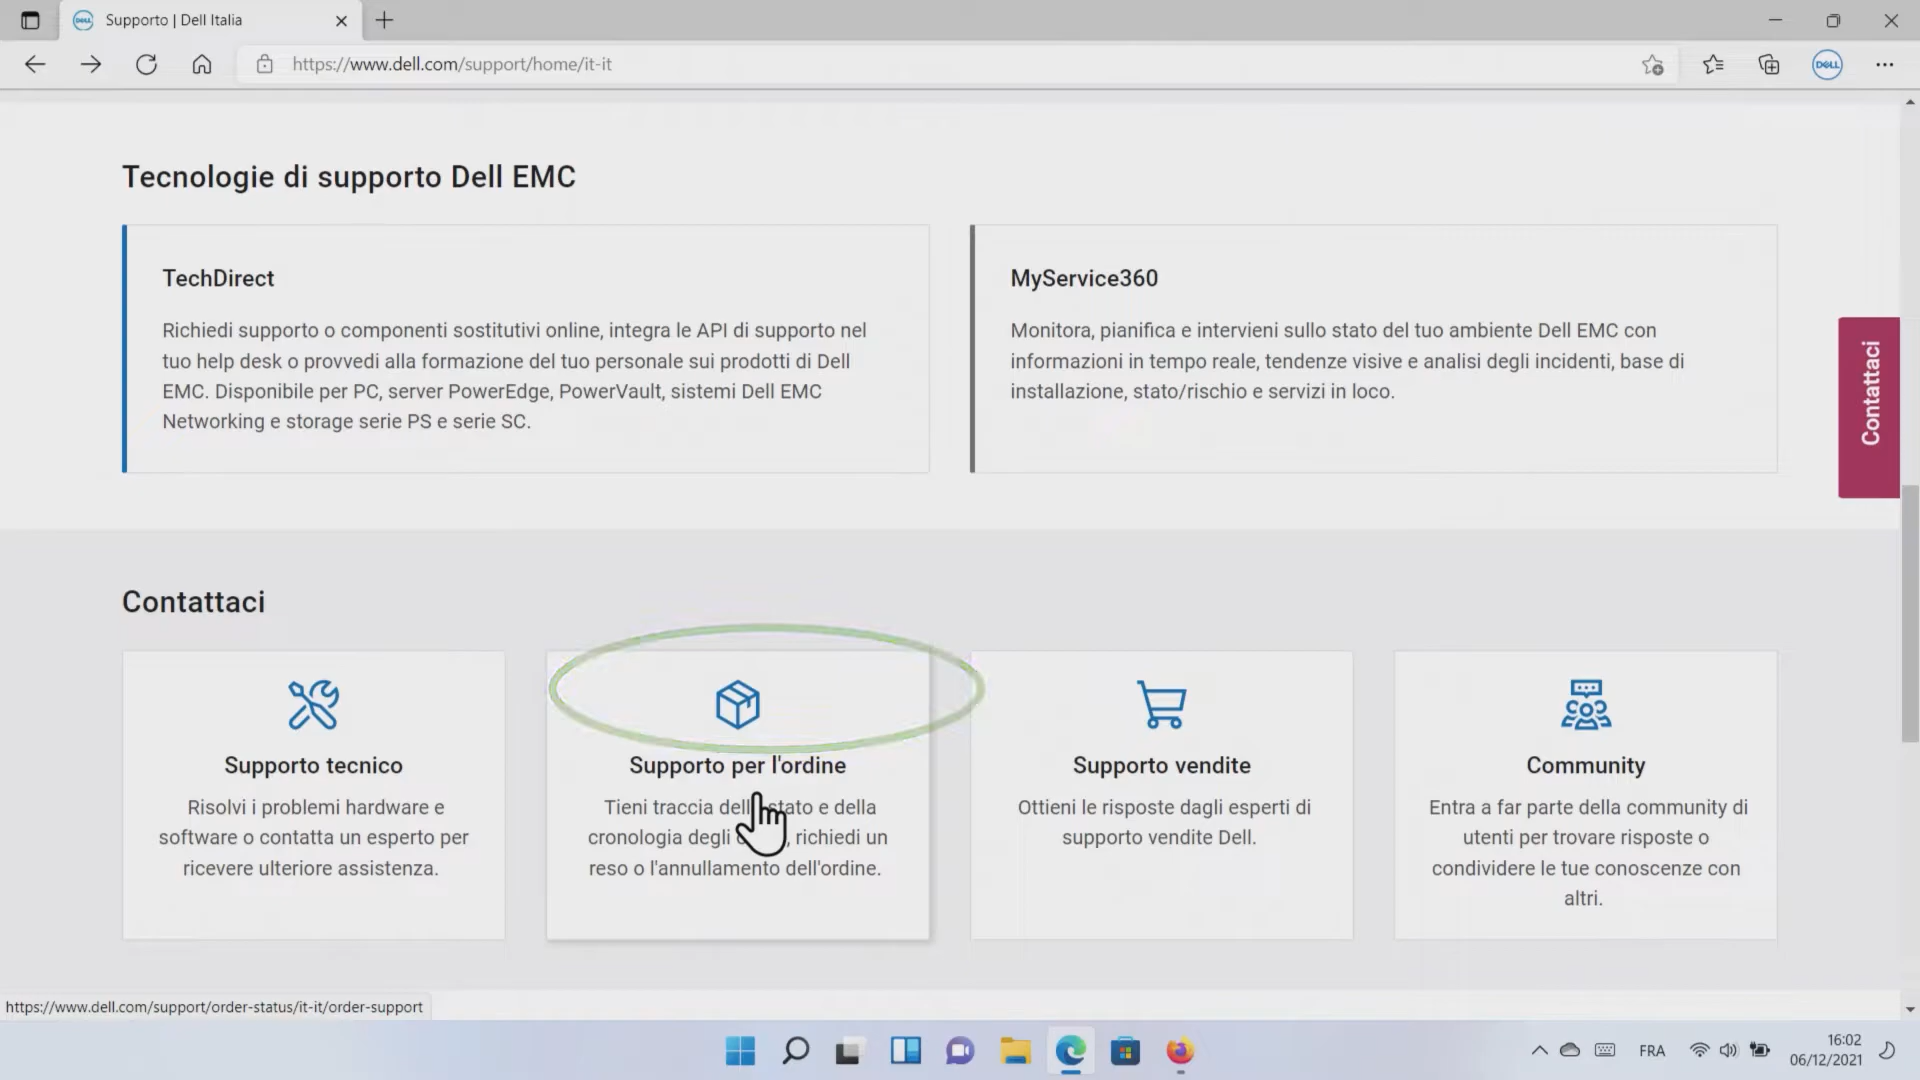 Supporto | Dell Italia
https://www.dell.com/support/home/it-it
DELL
Tecnologie di supporto Dell EMC
TechDirect
Richiedi supporto o componenti sostitutivi online, integra le API di supporto nel
tuo help desk o provvedi alla formazione del tuo personale sui prodotti di Dell
EMC. Disponibile per PC, server PowerEdge, PowerVault, sistemi Dell EMC
Networking e storage serie PS e serie SC.
MyService360
Monitora, pianifica e intervieni sullo stato del tuo ambiente Dell EMC con
informazioni in tempo reale, tendenze visive e analisi degli incidenti, base di
installazione, stato/rischio e servizi in loco.
Contattaci
Contattaci
Supporto tecnico
Risolvi i problemi hardware e
software o contatta un esperto per
ricevere ulteriore assistenza.
Supporto per l'ordine
Tieni traccia dello stato e della
cronologia degli richiedi un
reso o l'annullamento dell'ordine.
Supporto vendite
Ottieni le risposte dagli esperti di
supporto vendite Dell.
Community
Entra a far parte della community di
utenti per trovare risposte o
condividere le tue conoscenze con
altri.
https://www.dell.com/support/order-status/it-it/order-support
FRA
16:02
06/12/2021